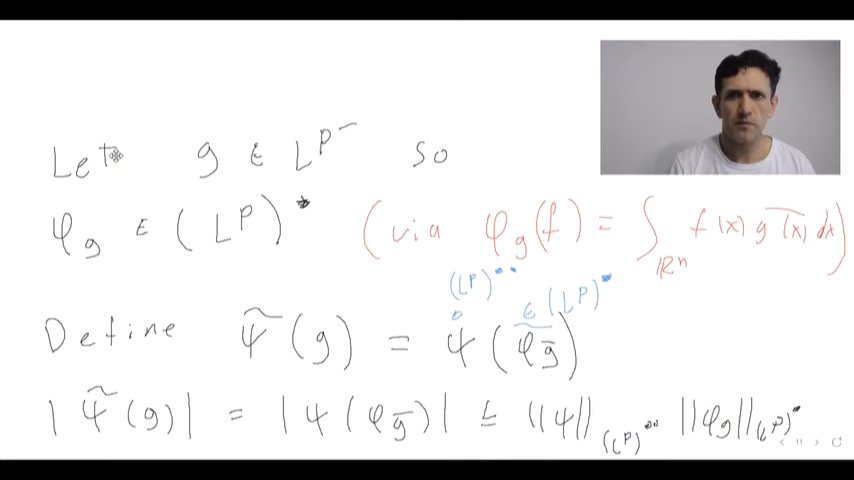 Let g ∈ L^{p-} so
φ_g ∈ (L^p)^* (via φ_g(f) = ∫_{ℝ^n} f(x) \overline{g(x)} dx)
(L^p)^{**} ∈ (L^p)^*
Define \tilde{Ψ}(g) = Ψ(φ_{\bar{g}})
|\tilde{Ψ}(g)| = |Ψ(φ_{\bar{g}})| ≤ ||Ψ||_{(L^p)^{**}} ||φ_g||_{(L^p)^*}